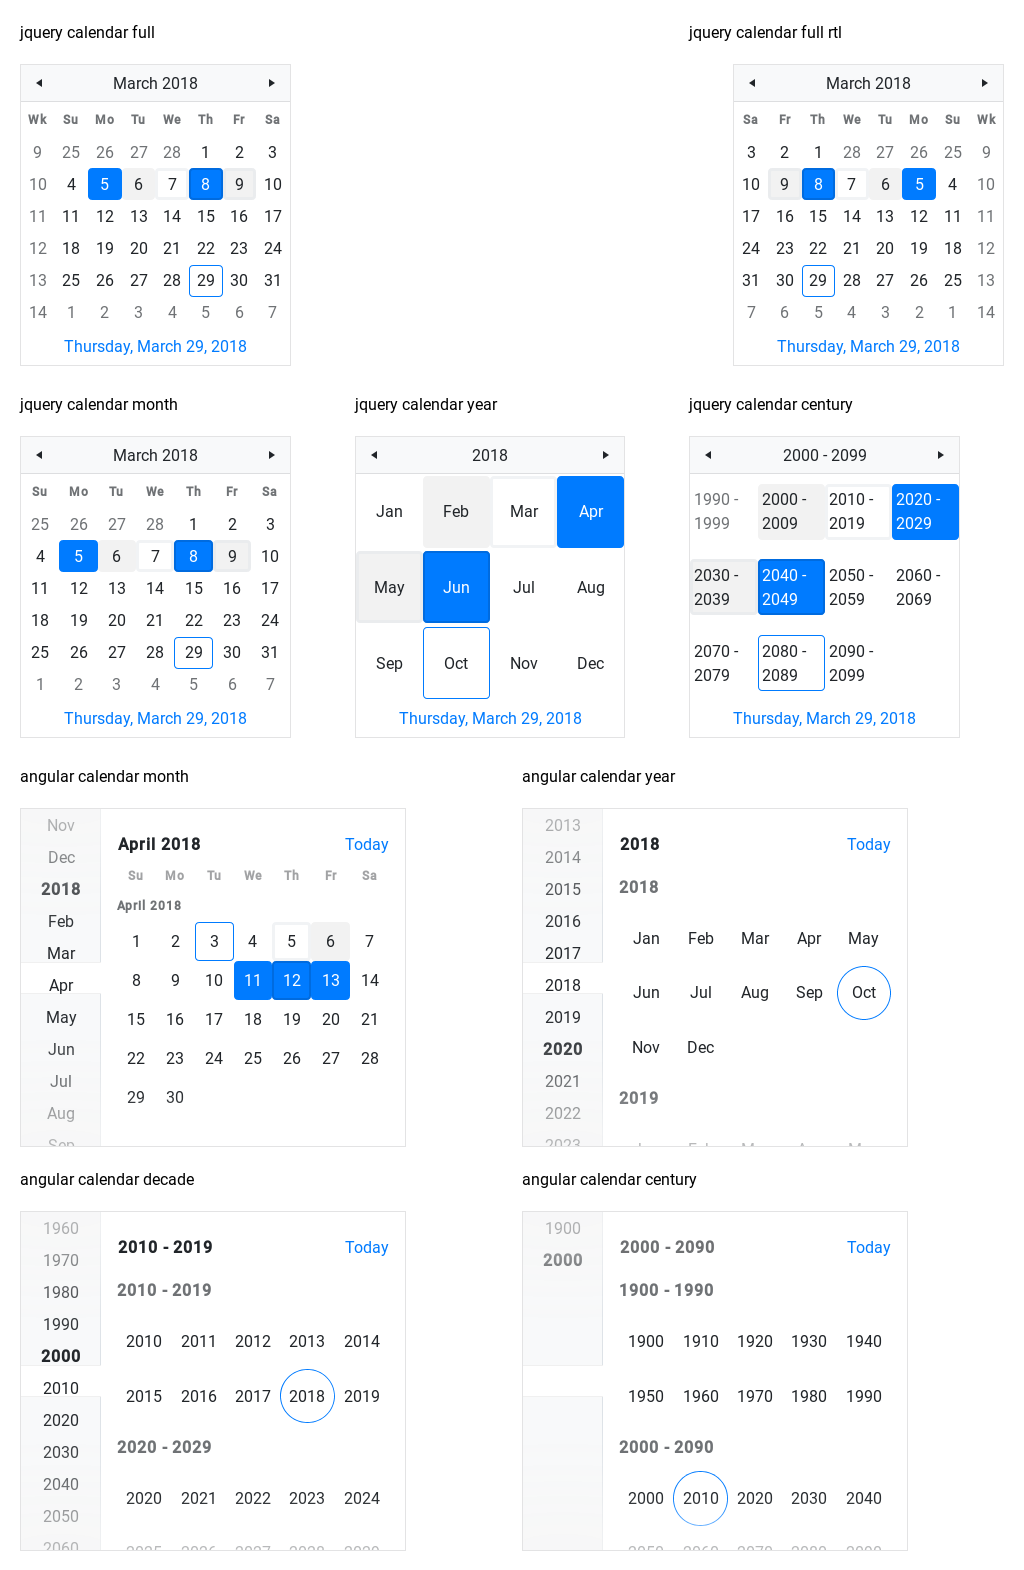 jquery calendar full
March 2018
Wk Su Mo Tu We Th Fr Sa
9 25 26 27 28 1 2 3
10 4 5 6 7 8 9 10
11 11 12 13 14 15 16 17
12 18 19 20 21 22 23 24
13 25 26 27 28 29 30 31
14 1 2 3 4 5 6 7
Thursday, March 29, 2018
jquery calendar full rtl
March 2018
Sa Fr Th We Tu Mo Su Wk
3 2 1 28 27 26 25 9
10 9 8 7 6 5 4 10
17 16 15 14 13 12 11 11
24 23 22 21 20 19 18 12
31 30 29 28 27 26 25 13
7 6 5 4 3 2 1 14
Thursday, March 29, 2018
jquery calendar month
March 2018
Su Mo Tu We Th Fr Sa
25 26 27 28 1 2 3
4 5 6 7 8 9 10
11 12 13 14 15 16 17
18 19 20 21 22 23 24
25 26 27 28 29 30 31
1 2 3 4 5 6 7
Thursday, March 29, 2018
jquery calendar year
2018
Jan Feb Mar Apr
May Jun Jul Aug
Sep Oct Nov Dec
Thursday, March 29, 2018
jquery calendar century
2000 - 2099
1990 - 2000 - 2010 - 2020 -
1999 2009 2019 2029
2030 - 2040 - 2050 - 2060 -
2039 2049 2059 2069
2070 - 2080 - 2090 -
2079 2089 2099
Thursday, March 29, 2018
angular calendar month
Nov
Dec
2018
Feb
Mar
Apr
May
Jun
Jul
Aug
Sep
April 2018 Today
Su Mo Tu We Th Fr Sa
April 2018
1 2 3 4 5 6 7
8 9 10 11 12 13 14
15 16 17 18 19 20 21
22 23 24 25 26 27 28
29 30
angular calendar year
2013
2014
2015
2016
2017
2018
2019
2020
2021
2022
2023
2018 Today
2018
Jan Feb Mar Apr May
Jun Jul Aug Sep Oct
Nov Dec
2019
angular calendar decade
1960
1970
1980
1990
2000
2010
2020
2030
2040
2050
2060
2010 - 2019 Today
2010 - 2019
2010 2011 2012 2013 2014
2015 2016 2017 2018 2019
2020 - 2029
2020 2021 2022 2023 2024
2025 2026 2027 2028 2029
angular calendar century
1900
2000
2000 - 2090 Today
1900 - 1990
1900 1910 1920 1930 1940
1950 1960 1970 1980 1990
2000 - 2090
2000 2010 2020 2030 2040
2050 2060 2070 2080 2090